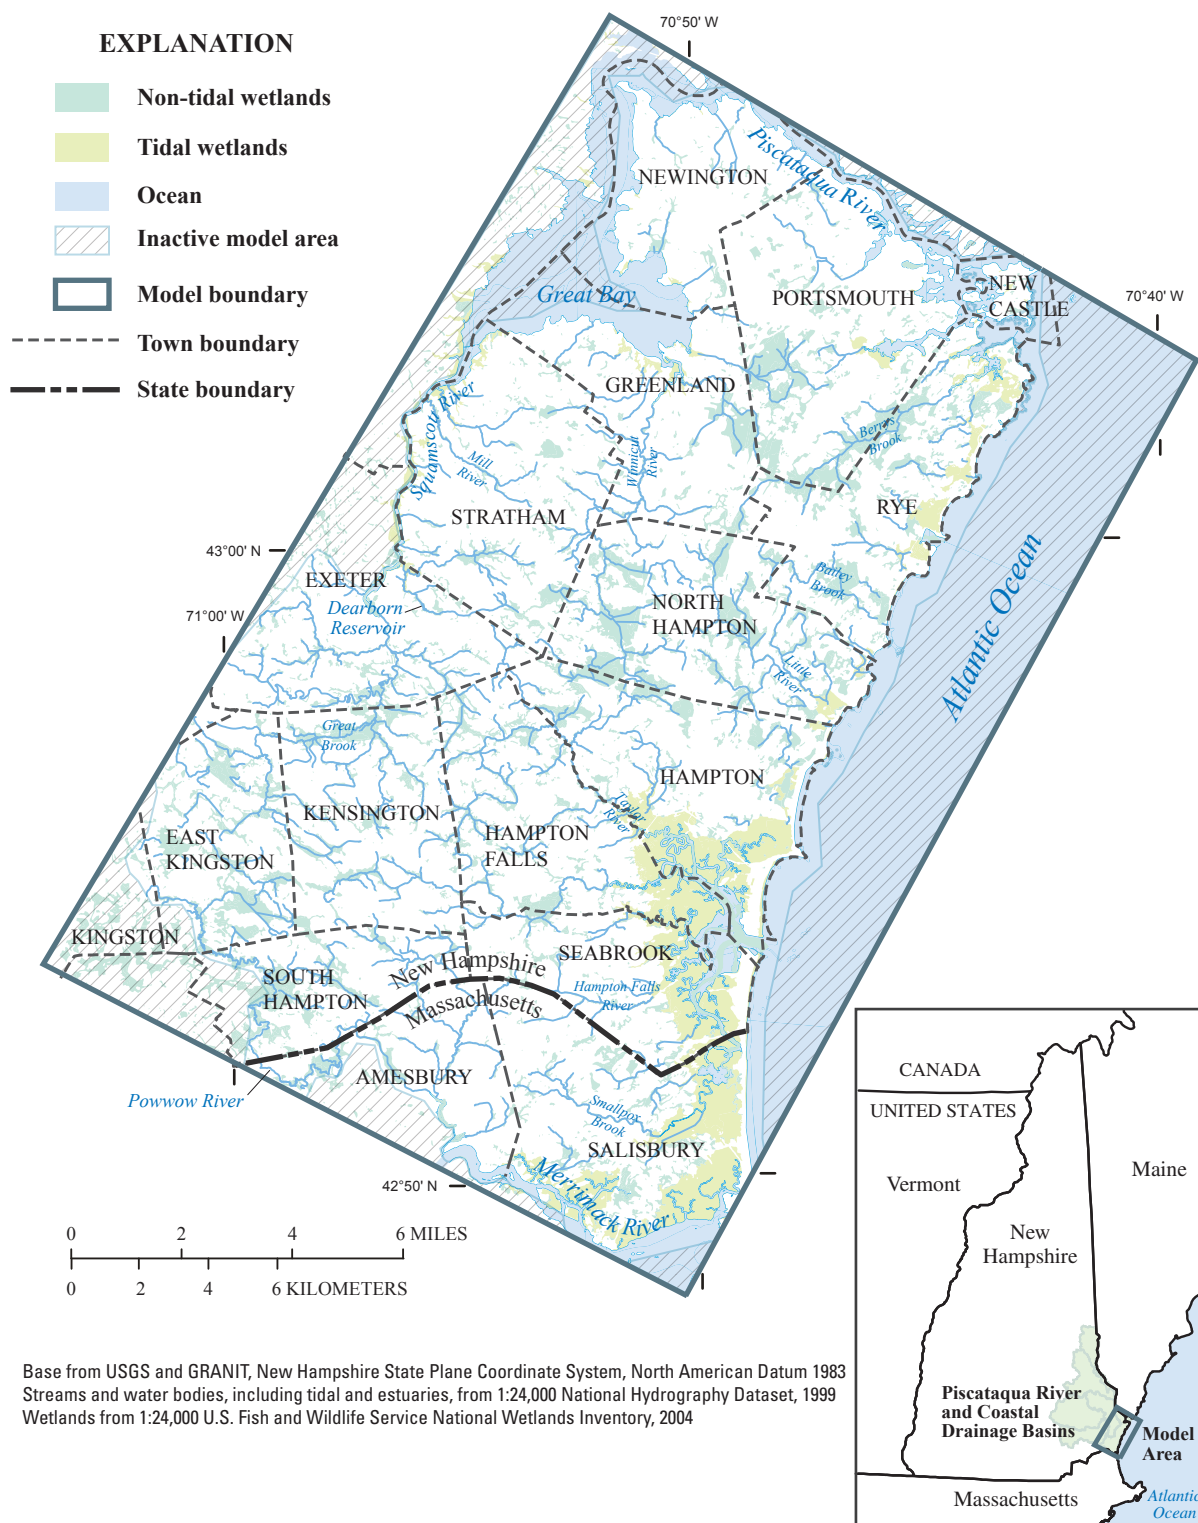 EXPLANATION
Non-tidal wetlands
Tidal wetlands
Ocean
Inactive model area
Model boundary
Town boundary
State boundary
70°50' W
70°40' W
43°00' N
71°00' W
42°50' N
Piscataqua River
NEWINGTON
Great Bay
PORTSMOUTH
NEW
CASTLE
GREENLAND
Squamscott River
Mill
River
Winnicut
River
Berrys
Brook
STRATHAM
RYE
EXETER
Dearborn
Reservoir
NORTH
HAMPTON
Bailey
Brook
Little
River
Atlantic Ocean
Great
Brook
HAMPTON
KENSINGTON
Taylor
River
HAMPTON
FALLS
EAST
KINGSTON
KINGSTON
SEABROOK
SOUTH
HAMPTON
New Hampshire
Massachusetts
Hampton Falls
River
AMESBURY
Powwow River
Smallpox
Brook
SALISBURY
Merrimack River
0 2 4 6 MILES
0 2 4 6 KILOMETERS
Base from USGS and GRANIT, New Hampshire State Plane Coordinate System, North American Datum 1983
Streams and water bodies, including tidal and estuaries, from 1:24,000 National Hydrography Dataset, 1999
Wetlands from 1:24,000 U.S. Fish and Wildlife Service National Wetlands Inventory, 2004
CANADA
UNITED STATES
Vermont
Maine
New
Hampshire
Piscataqua River
and Coastal
Drainage Basins
Model
Area
Massachusetts
Atlantic
Ocean